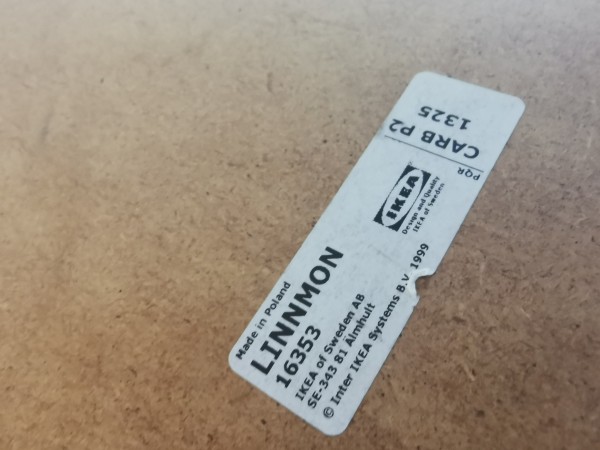 Made in Poland
LINNMON
16353
IKEA of Sweden AB
SE-343 81 Älmhult
© Inter IKEA Systems B.V. 1999
IKEA
Design and Quality
IKEA of Sweden
PQR
CARB P2
1325